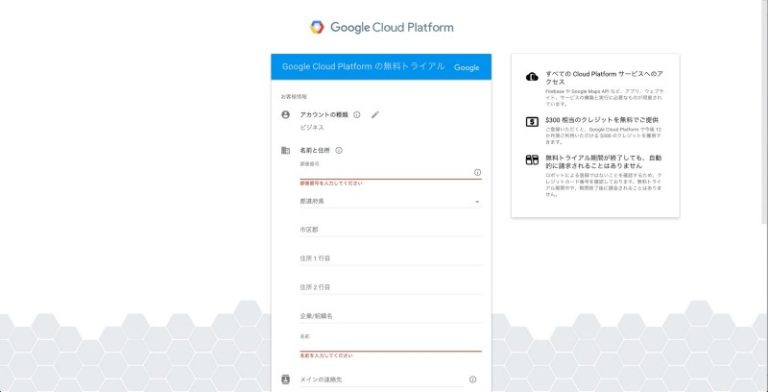 Google Cloud Platform
Google Cloud Platform の無料トライアル
Google
お客様情報
アカウントの種類
ビジネス
名前と住所
郵便番号
郵便番号を入力してください
都道府県
市区郡
住所 1 行目
住所 2 行目
企業/組織名
名前
名前を入力してください
メインの連絡先
すべての Cloud Platform サービスへのア
クセス
Firebase や Google Maps API など、アプリ、ウェブサ
イト、サービスの構築と実行に必要なものが用意され
ています。
$300 相当のクレジットを無料でご提供
ご登録いただくと、Google Cloud Platform で今後 12
か月間ご利用いただける $300 のクレジットを獲得で
きます。
無料トライアル期間が終了しても、自動
的に請求されることはありません
ロボットによる登録ではないことを確認するため、ク
レジットカード番号を確認しております。無料トライ
アル期間中や、期間終了後に課金されることはありま
せん。